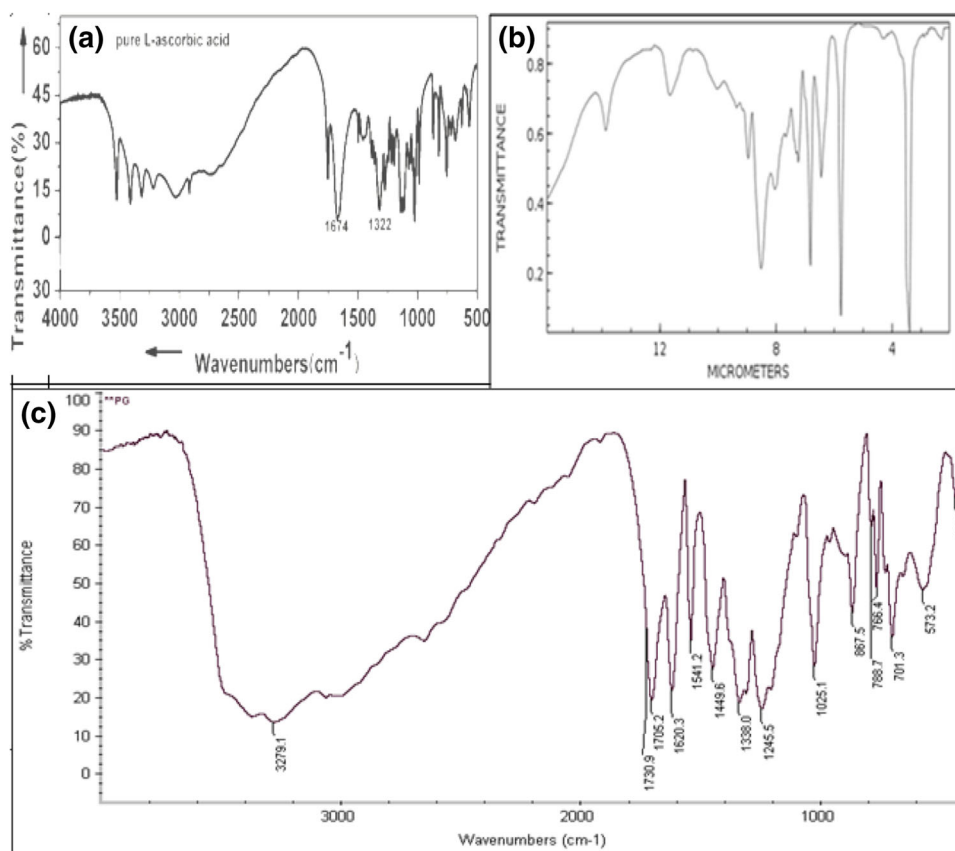 (a)
pure L-ascorbic acid
Transmittance(%)
60
45
30
15
0
30
1674
1322
4000 3500 3000 2500 2000 1500 1000 500
Wavenumbers(cm-1)
(b)
TRANSMITTANCE
0.8
0.6
0.4
0.2
12 8 4
MICROMETERS
(c)
**PG
%Transmittance
100
90
80
70
60
50
40
30
20
10
0
3279.1
1730.9
1705.2
1620.3
1541.2
1449.6
1338.0
1245.5
1025.1
867.5
788.7
766.4
701.3
573.2
3000 2000 1000
Wavenumbers (cm-1)